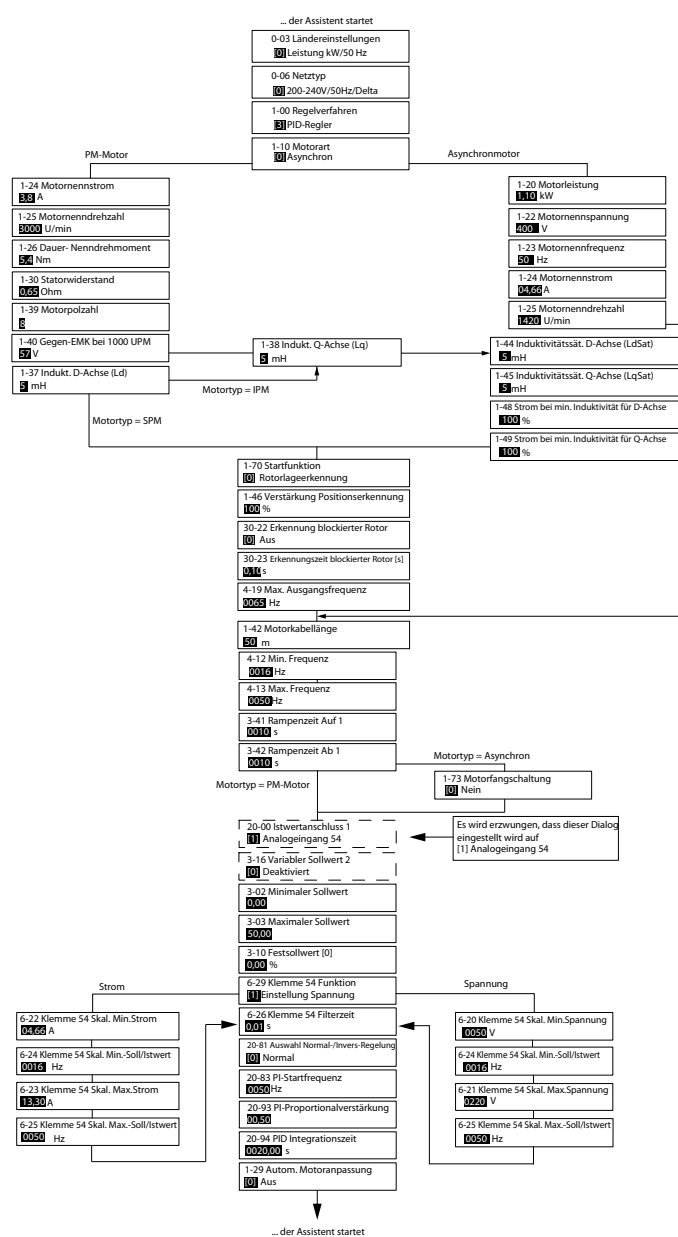 ... der Assistent startet
0-03 Ländereinstellungen
[0] Leistung kW/50 Hz
0-06 Netztyp
[0] 200-240V/50Hz/Delta
1-00 Regelverfahren
[3] PID-Regler
1-10 Motorart
[0] Asynchron
PM-Motor
Asynchronmotor
1-24 Motornennstrom
3,8 A
1-25 Motornenndrehzahl
3000 U/min
1-26 Dauer- Nenndrehmoment
5,4 Nm
1-30 Statorwiderstand
0,65 Ohm
1-39 Motorpolzahl
8
1-40 Gegen-EMK bei 1000 UPM
57 V
1-37 Indukt. D-Achse (Ld)
5 mH
1-20 Motorleistung
1,10 kW
1-22 Motornennspannung
400 V
1-23 Motornennfrequenz
50 Hz
1-24 Motornennstrom
04,66 A
1-25 Motornenndrehzahl
1420 U/min
1-38 Indukt. Q-Achse (Lq)
5 mH
Motortyp = IPM
1-44 Induktivitätssät. D-Achse (LdSat)
5 mH
1-45 Induktivitätssät. Q-Achse (LqSat)
5 mH
1-48 Strom bei min. Induktivität für D-Achse
100 %
1-49 Strom bei min. Induktivität für Q-Achse
100 %
Motortyp = SPM
1-70 Startfunktion
[0] Rotorlageerkennung
1-46 Verstärkung Positionserkennung
100 %
30-22 Erkennung blockierter Rotor
[0] Aus
30-23 Erkennungszeit blockierter Rotor [s]
0,10 s
4-19 Max. Ausgangsfrequenz
0065 Hz
1-42 Motorkabellänge
50 m
4-12 Min. Frequenz
0016 Hz
4-13 Max. Frequenz
0050 Hz
3-41 Rampenzeit Auf 1
0010 s
3-42 Rampenzeit Ab 1
0010 s
Motortyp = Asynchron
Motortyp = PM-Motor
1-73 Motorfangschaltung
[0] Nein
20-00 Istwertanschluss 1
[1] Analogeingang 54
Es wird erzwungen, dass dieser Dialog
eingestellt wird auf
[1] Analogeingang 54
3-16 Variabler Sollwert 2
[0] Deaktiviert
3-02 Minimaler Sollwert
0,00
3-03 Maximaler Sollwert
50,00
3-10 Festsollwert [0]
0,00 %
Strom
6-29 Klemme 54 Funktion
[1] Einstellung Spannung
Spannung
6-22 Klemme 54 Skal. Min.Strom
04,66 A
6-24 Klemme 54 Skal. Min.-Soll/Istwert
0016 Hz
6-23 Klemme 54 Skal. Max.Strom
13,30 A
6-25 Klemme 54 Skal. Max.-Soll/Istwert
0050 Hz
6-26 Klemme 54 Filterzeit
0,01 s
20-81 Auswahl Normal-/Invers-Regelung
[0] Normal
20-83 PI-Startfrequenz
0050 Hz
20-93 PI-Proportionalverstärkung
00,50
20-94 PID Integrationszeit
0020,00 s
1-29 Autom. Motoranpassung
[0] Aus
6-20 Klemme 54 Skal. Min.Spannung
0050 V
6-24 Klemme 54 Skal. Min.-Soll/Istwert
0016 Hz
6-21 Klemme 54 Skal. Max.Spannung
0220 V
6-25 Klemme 54 Skal. Max.-Soll/Istwert
0050 Hz
... der Assistent startet